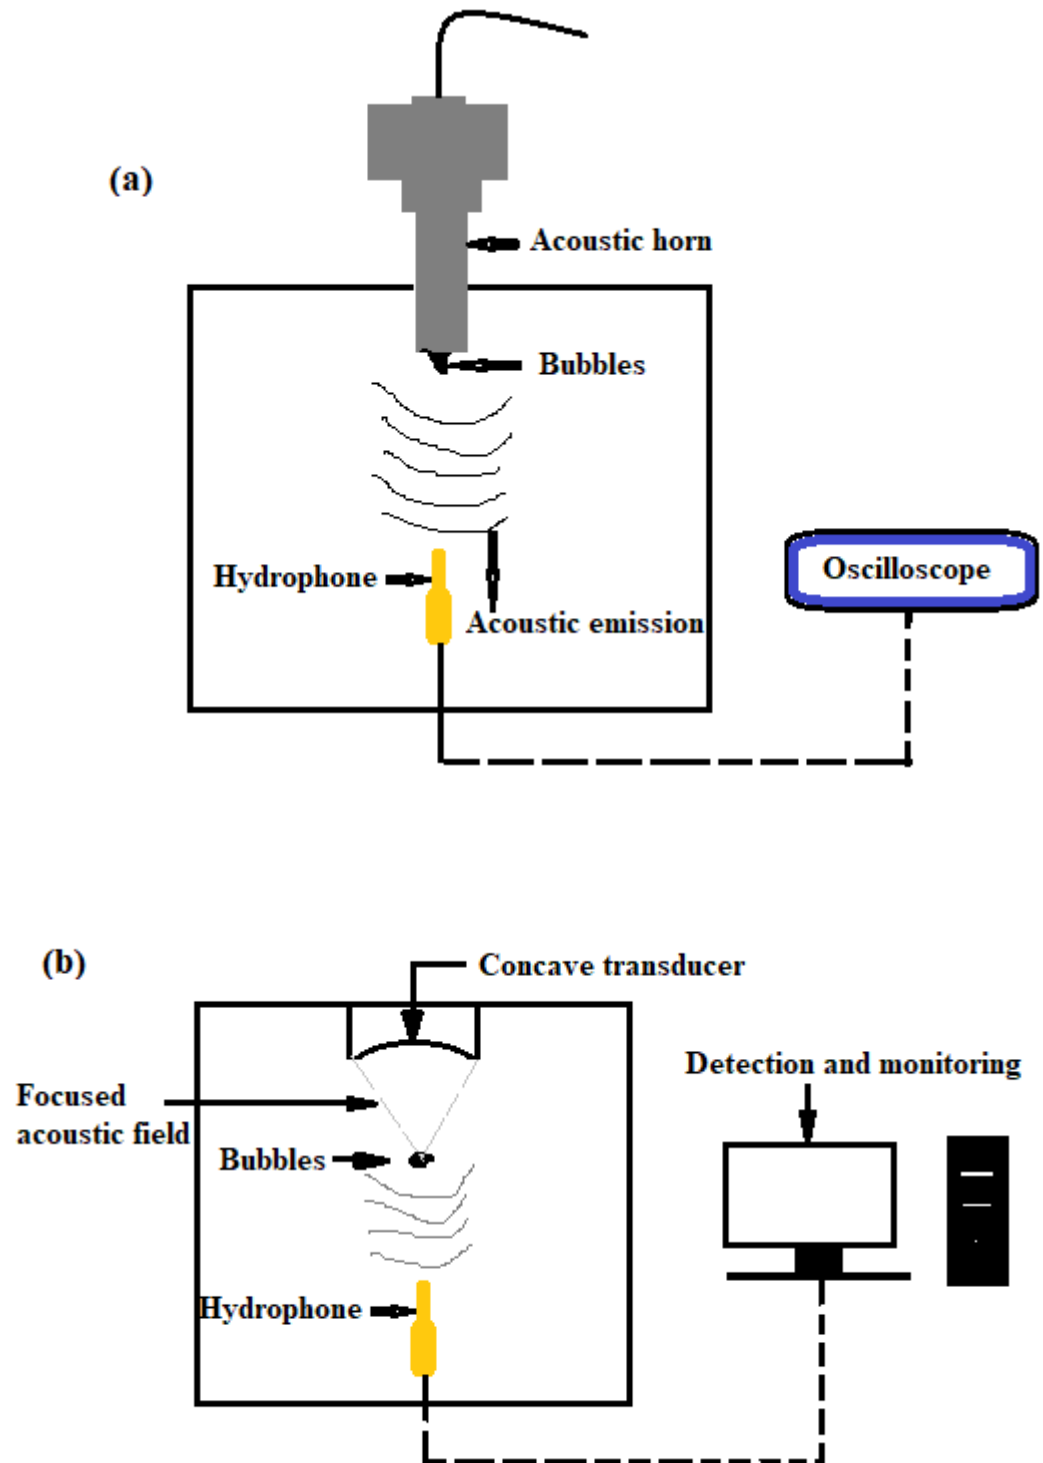 (a)
Acoustic horn
Bubbles
Hydrophone
Acoustic emission
Oscilloscope
(b)
Concave transducer
Detection and monitoring
Focused
acoustic field
Bubbles
Hydrophone